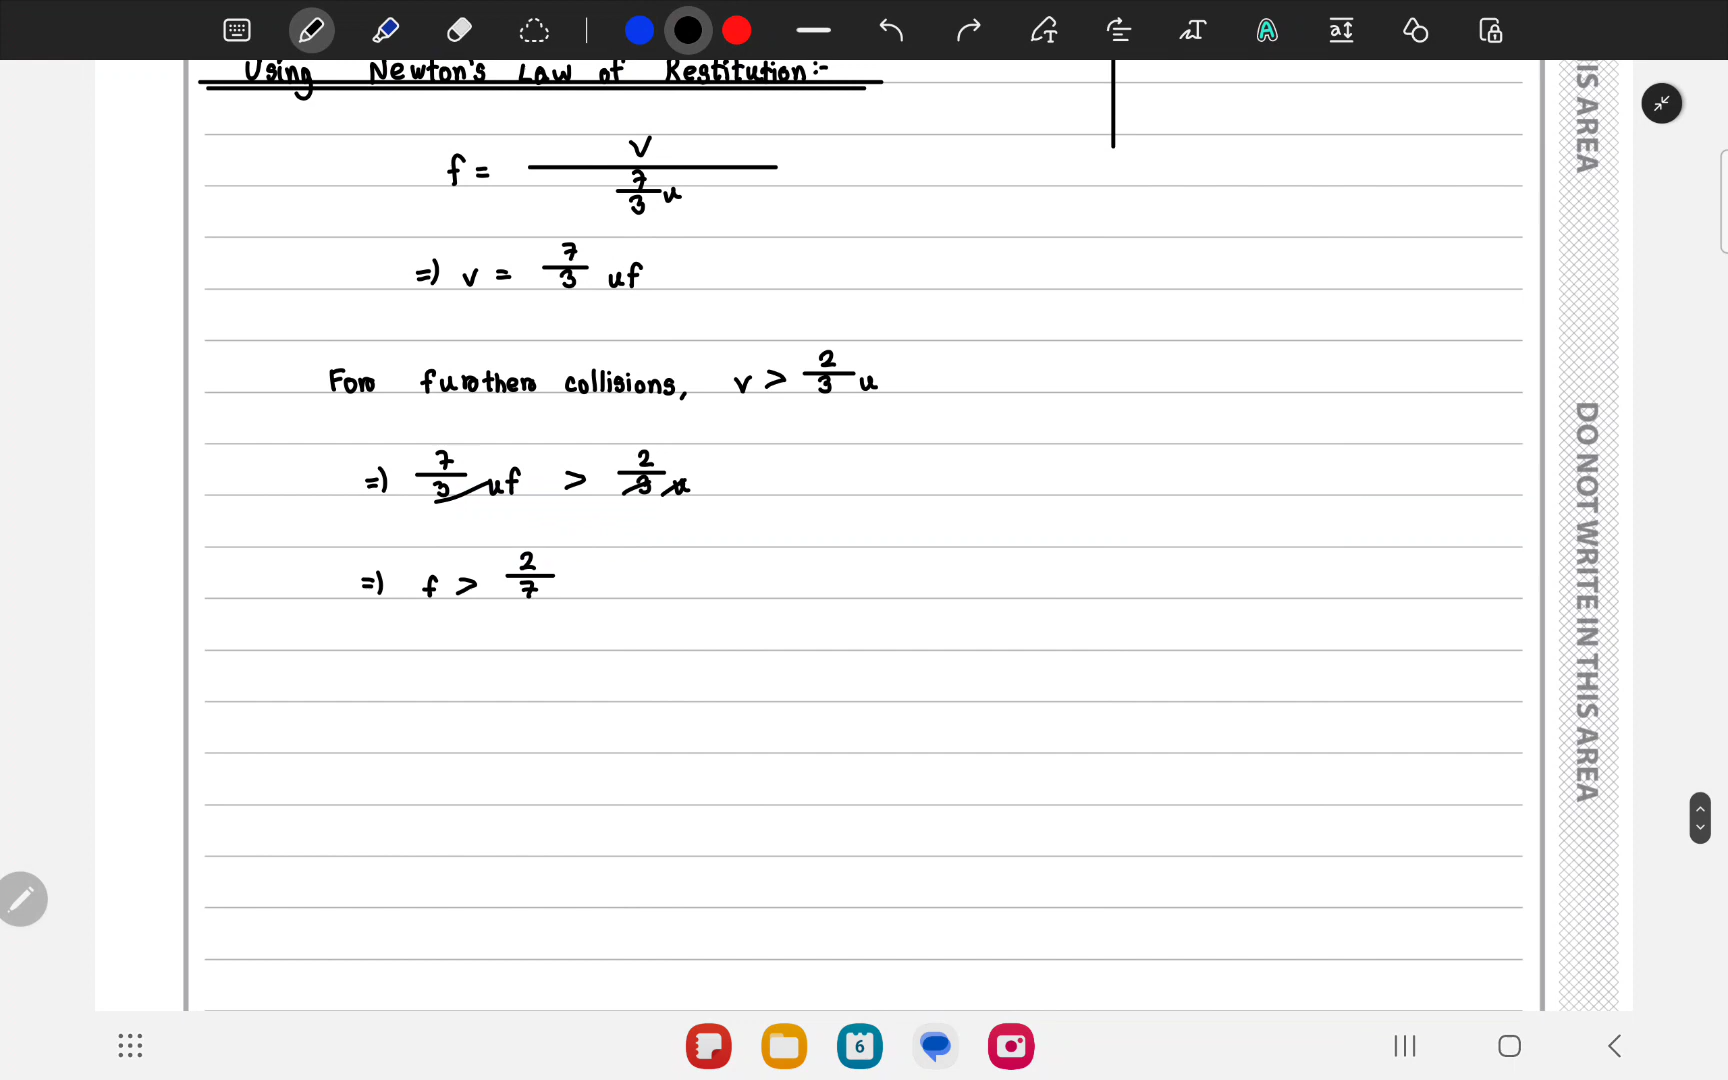 Using Newton's Law of Restitution:-
f = v / (7/3 u)
=) v = 7/3 uf
For further collisions, v > 2/3 u
=) 7/3 uf > 2/3 u
=) f > 2/7
IS AREA
DO NOT WRITE IN THIS AREA
6